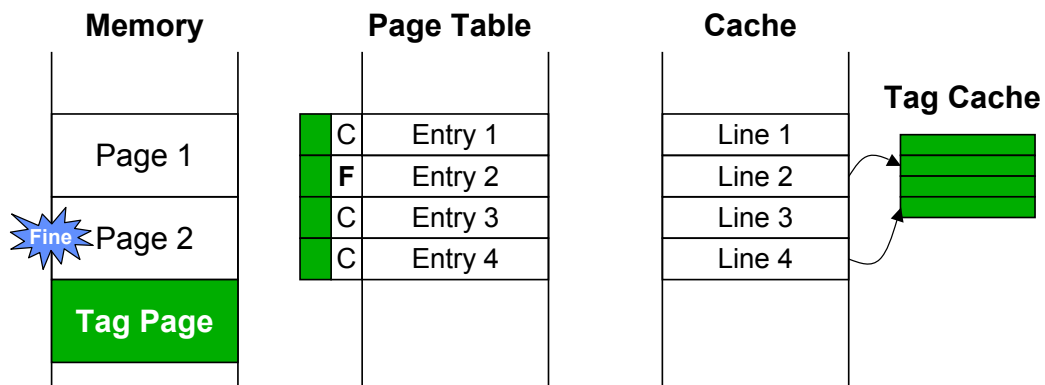 Memory
Page Table
Cache
Tag Cache
Page 1
Fine
Page 2
Tag Page
C Entry 1
F Entry 2
C Entry 3
C Entry 4
Line 1
Line 2
Line 3
Line 4